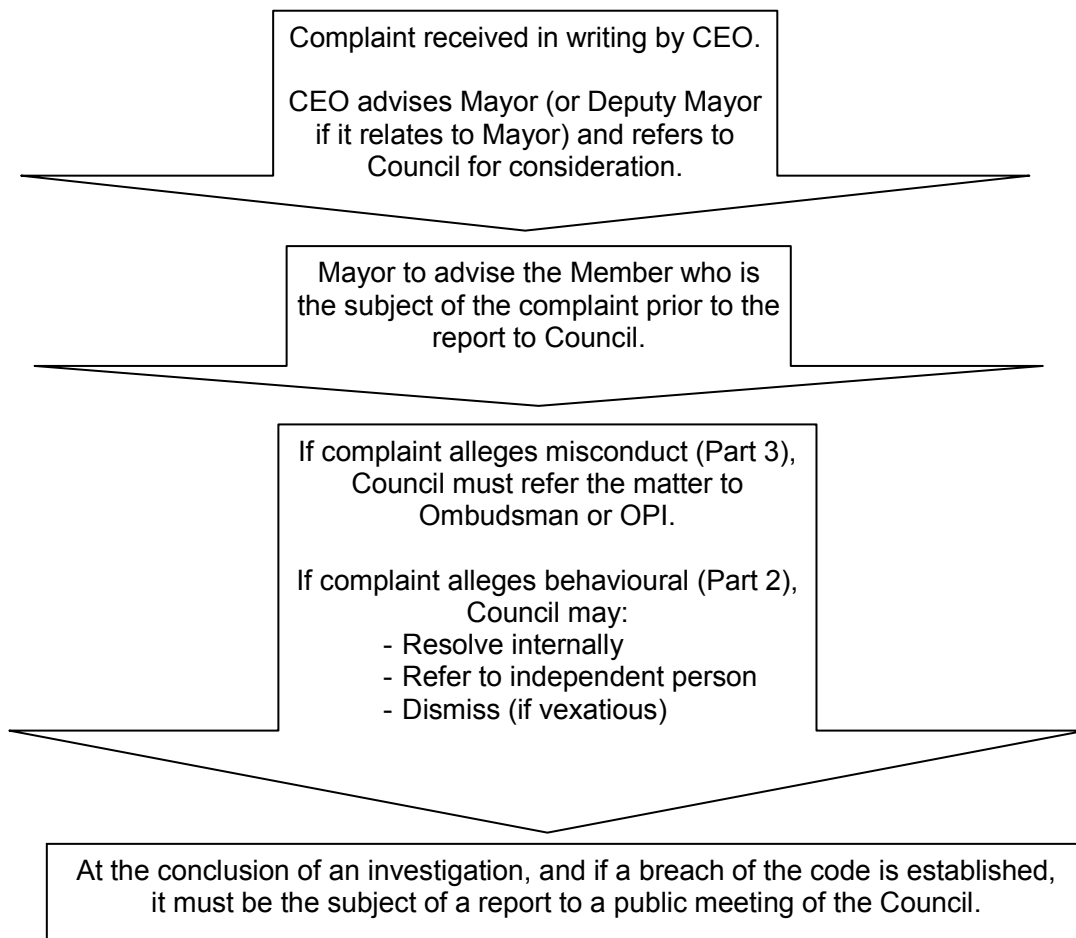 Complaint received in writing by CEO.
CEO advises Mayor (or Deputy Mayor
if it relates to Mayor) and refers to
Council for consideration.
Mayor to advise the Member who is
the subject of the complaint prior to the
report to Council.
If complaint alleges misconduct (Part 3),
Council must refer the matter to
Ombudsman or OPI.
If complaint alleges behavioural (Part 2),
Council may:
- Resolve internally
- Refer to independent person
- Dismiss (if vexatious)
At the conclusion of an investigation, and if a breach of the code is established,
it must be the subject of a report to a public meeting of the Council.